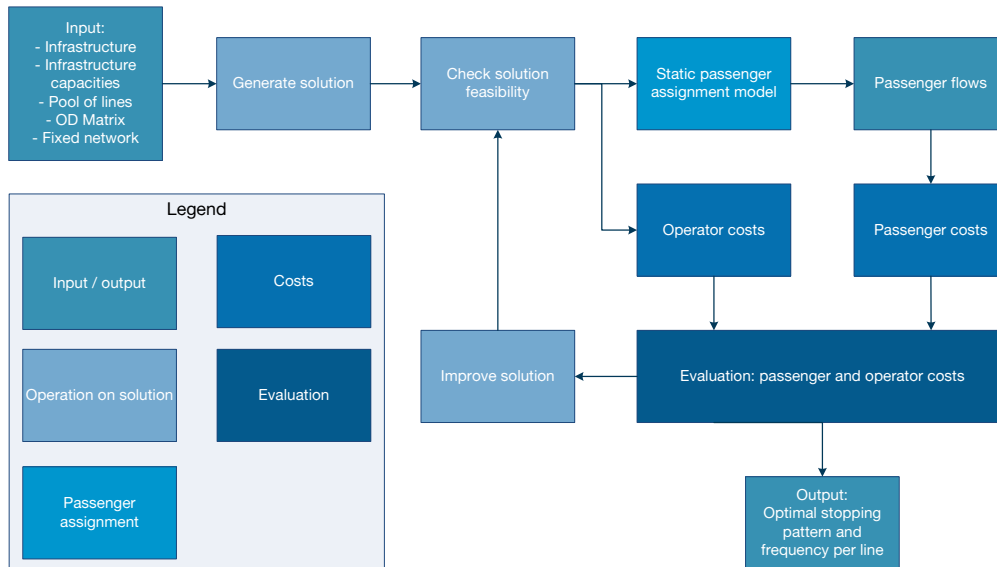 Input:
- Infrastructure
- Infrastructure
capacities
- Pool of lines
- OD Matrix
- Fixed network
Generate solution
Check solution
feasibility
Static passenger
assignment model
Passenger flows
Operator costs
Passenger costs
Improve solution
Evaluation: passenger and operator costs
Output:
Optimal stopping
pattern and
frequency per line
Legend
Input / output
Costs
Operation on solution
Evaluation
Passenger
assignment